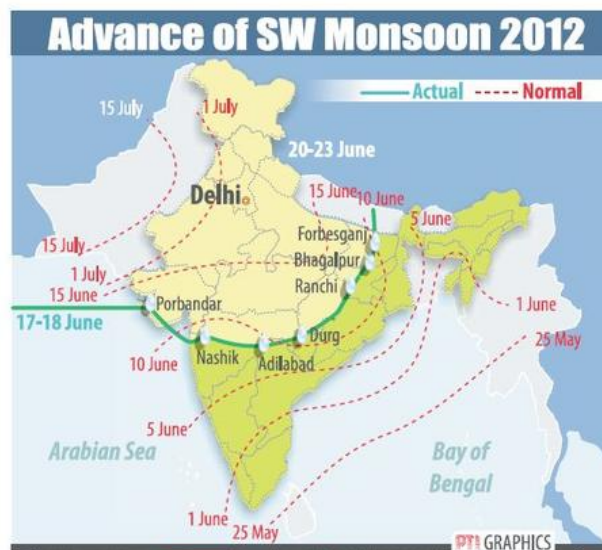 Advance of SW Monsoon 2012
Actual
Normal
15 July
1 July
20-23 June
Delhi
15 June
10 June
5 June
Forbesganj
Bhagalpur
Ranchi
15 July
1 July
15 June
Porbandar
1 June
17-18 June
Durg
25 May
10 June
Nashik
Adilabad
5 June
Arabian Sea
Bay of
Bengal
1 June
25 May
PTI GRAPHICS